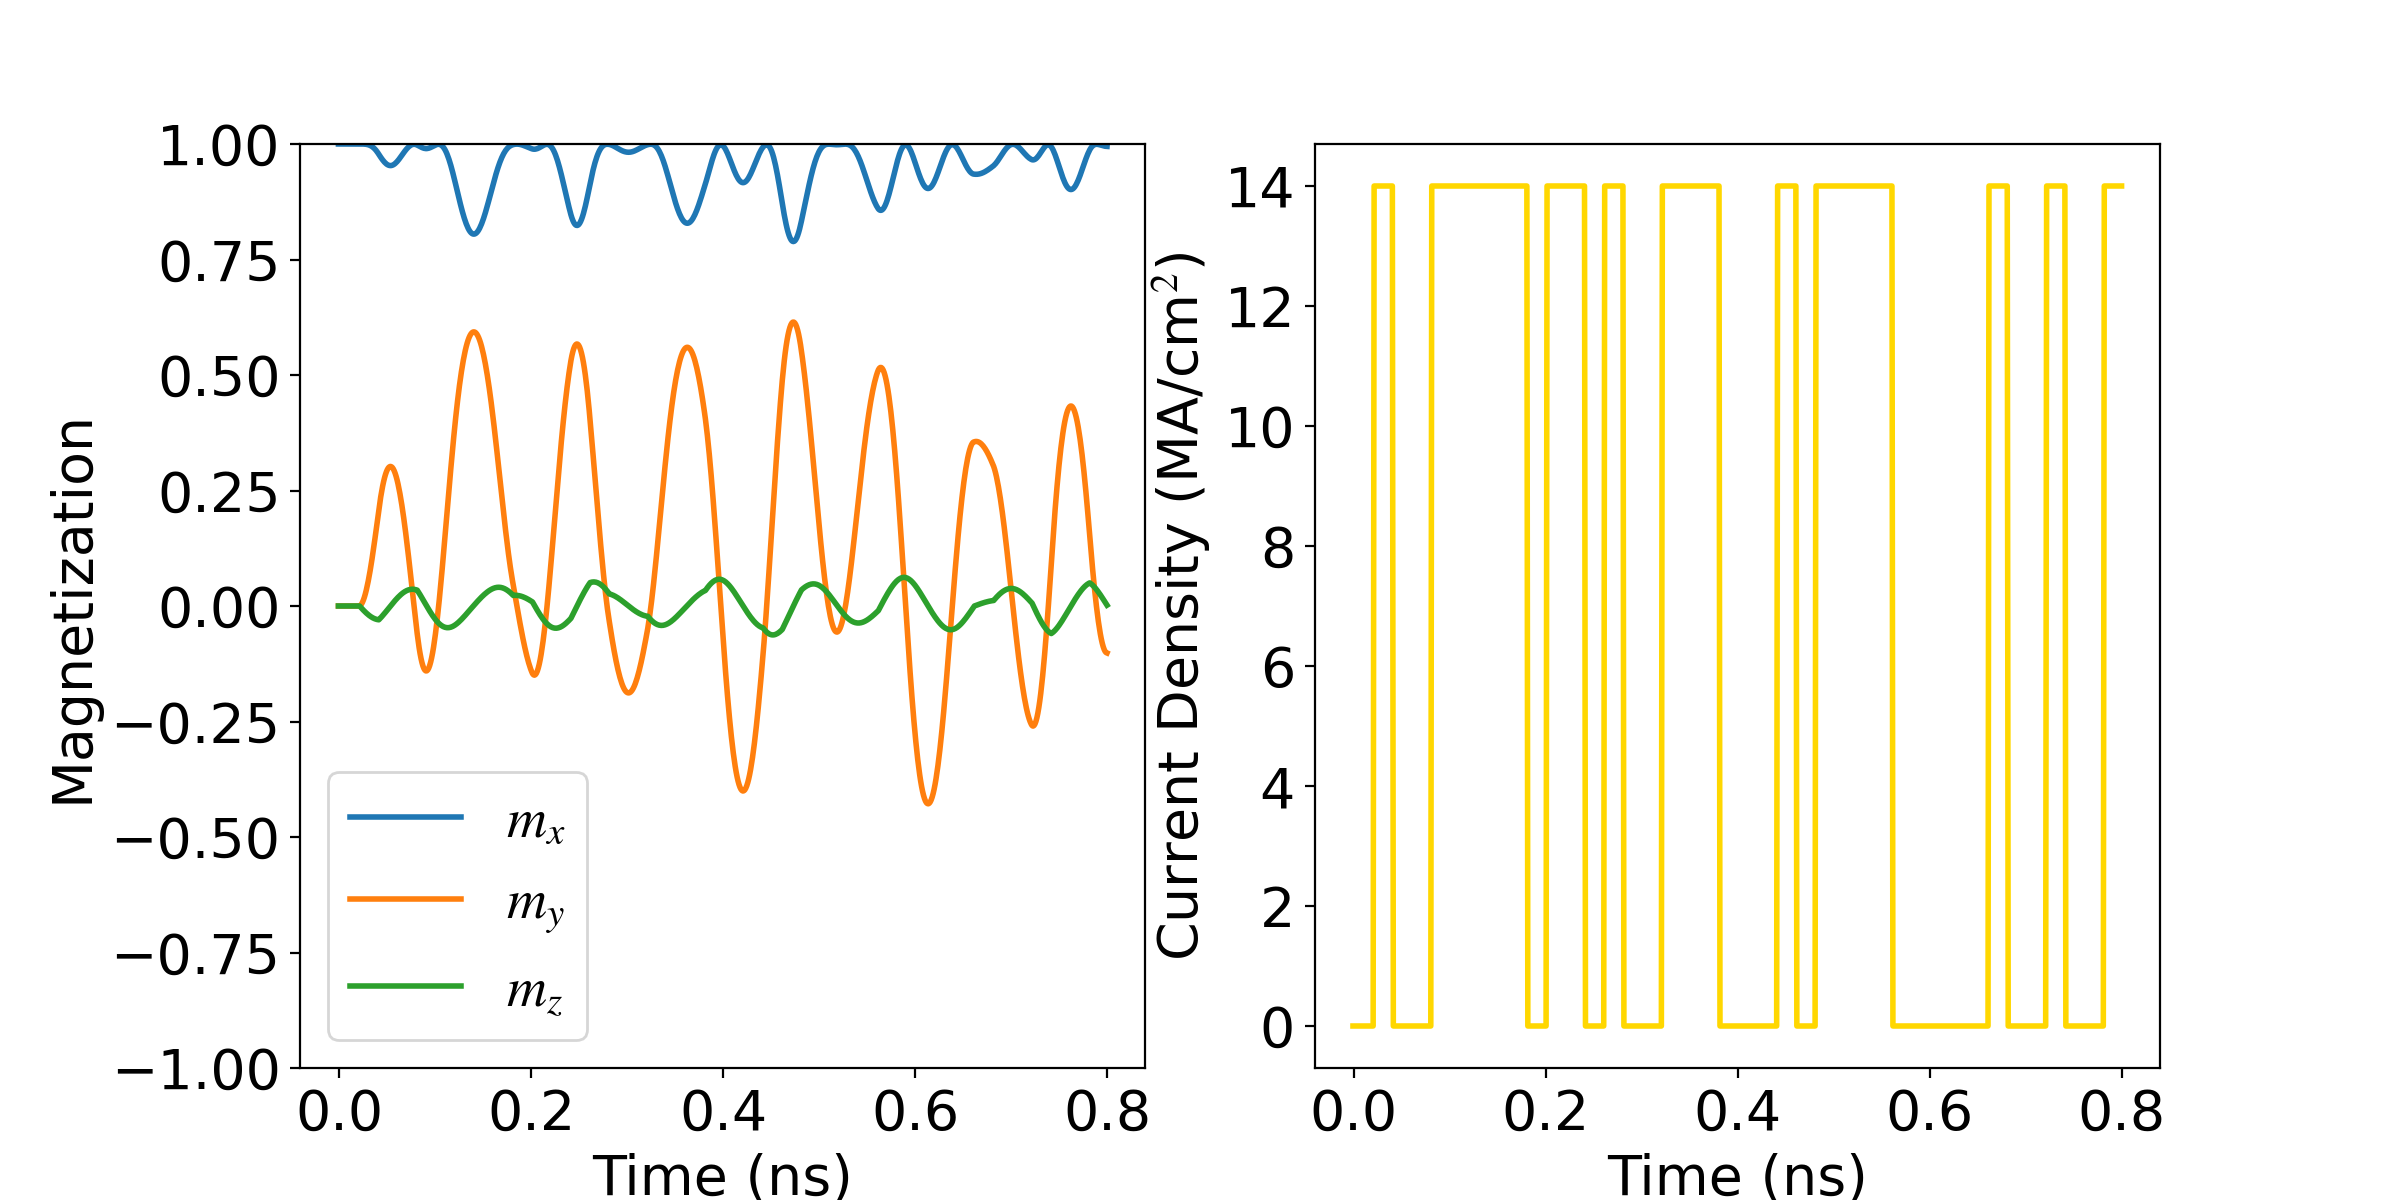 Magnetization
1.00
0.75
0.50
0.25
0.00
−0.25
−0.50
−0.75
−1.00
m_x
m_y
m_z
0.0 0.2 0.4 0.6 0.8
Time (ns)
Current Density (MA/cm²)
14
12
10
8
6
4
2
0
0.0 0.2 0.4 0.6 0.8
Time (ns)